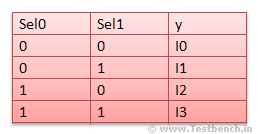 Sel0 Sel1 y
0 0 I0
0 1 I1
1 0 I2
1 1 I3
© www.Testbench.in